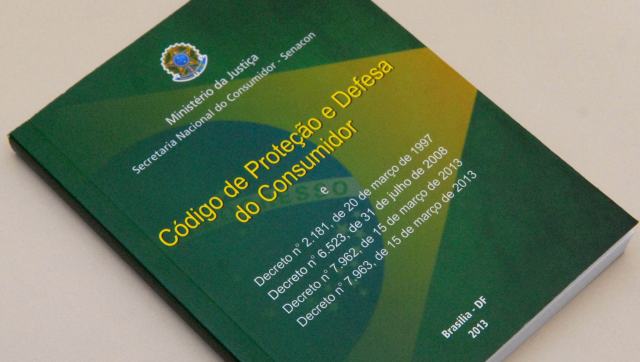 Ministério da Justiça
Secretaria Nacional do Consumidor - Senacon
Código de Proteção e Defesa
do Consumidor
ESSO
e
Decreto nº 2.181, de 20 de março de 1997
Decreto nº 6.523, de 31 de julho de 2008
Decreto nº 7.962, de 15 de março de 2013
Decreto nº 7.963, de 15 de março de 2013
Brasília - DF
2013